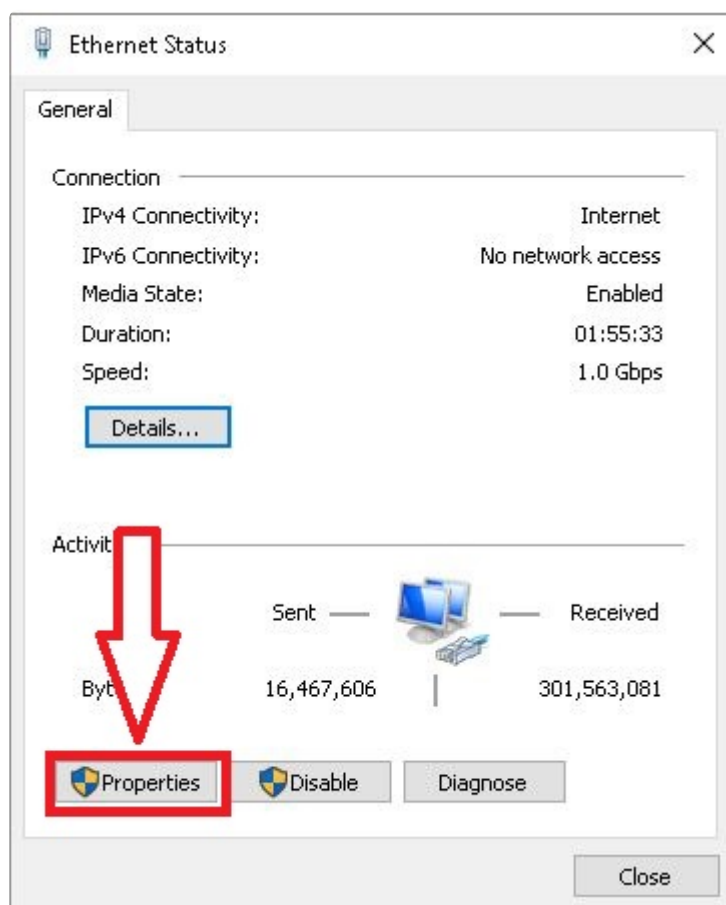 Ethernet Status
General
Connection
IPv4 Connectivity: Internet
IPv6 Connectivity: No network access
Media State: Enabled
Duration: 01:55:33
Speed: 1.0 Gbps
Details...
Sent Received
16,467,606 301,563,081
Properties Disable Diagnose
Close